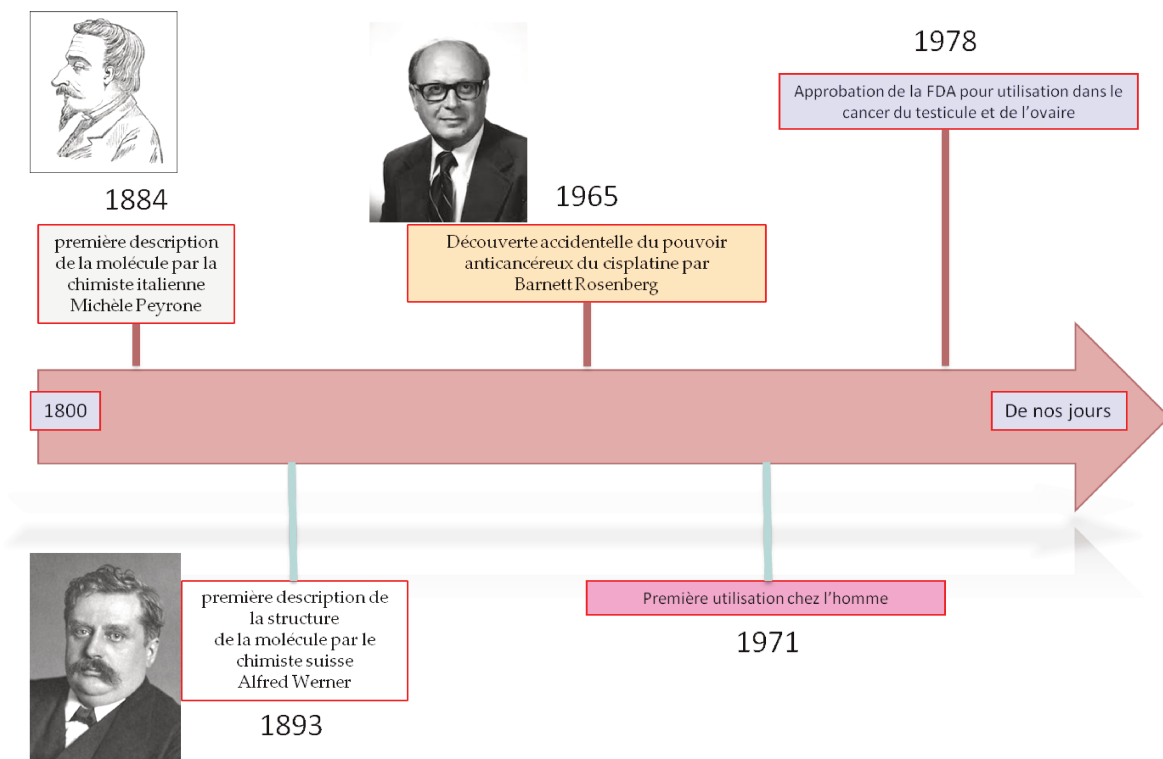 1884
première description
de la molécule par la
chimiste italienne
Michèle Peyrone
1965
Découverte accidentelle du pouvoir
anticancéreux du cisplatine par
Barnett Rosenberg
1978
Approbation de la FDA pour utilisation dans le
cancer du testicule et de l'ovaire
1800
De nos jours
première description de
la structure
de la molécule par le
chimiste suisse
Alfred Werner
1893
Première utilisation chez l'homme
1971